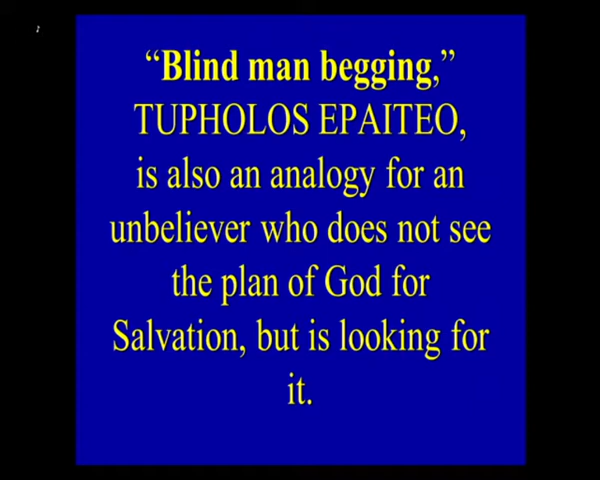 “Blind man begging,”
TUPHOLOS EPAITEO,
is also an analogy for an
unbeliever who does not see
the plan of God for
Salvation, but is looking for
it.